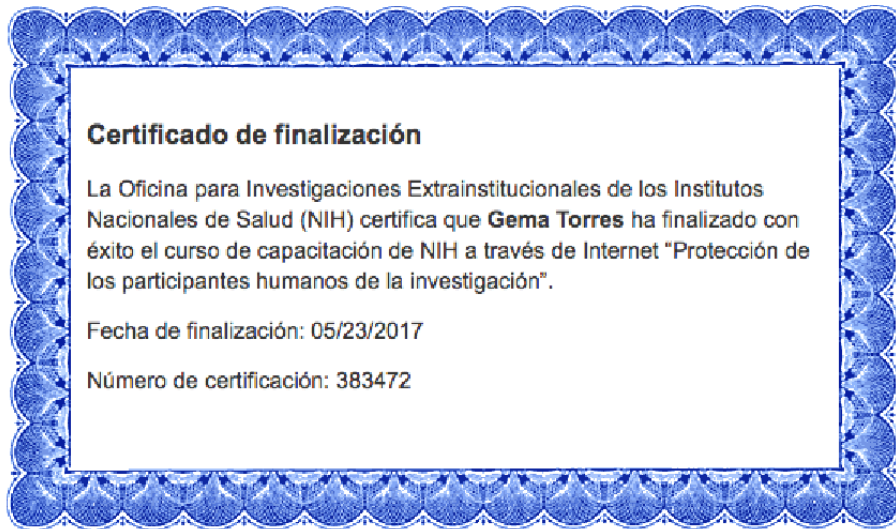 Certificado de finalización
La Oficina para Investigaciones Extrainstitucionales de los Institutos
Nacionales de Salud (NIH) certifica que Gema Torres ha finalizado con
éxito el curso de capacitación de NIH a través de Internet “Protección de
los participantes humanos de la investigación”.
Fecha de finalización: 05/23/2017
Número de certificación: 383472